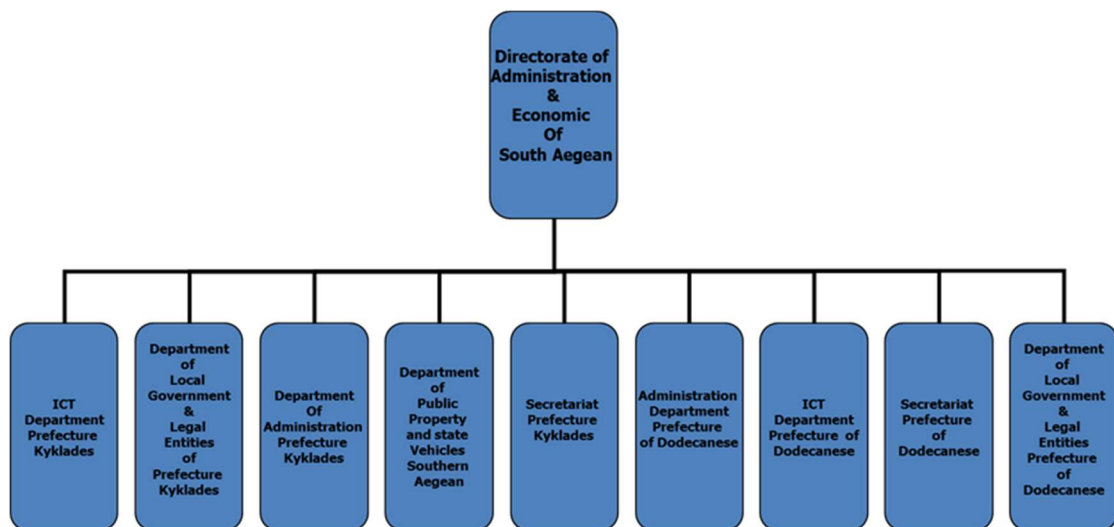 Directorate of
Administration
&
Economic
Of
South Aegean
ICT
Department
Prefecture
Kyklades
Department
of
Local
Government
&
Legal
Entities
of
Prefecture
Kyklades
Department
Of
Administration
Prefecture
Kyklades
Department
of
Public
Property
and state
Vehicles
Southern
Aegean
Secretariat
Prefecture
Kyklades
Administration
Department
Prefecture
of Dodecanese
ICT
Department
Prefecture of
Dodecanese
Secretariat
Prefecture
of
Dodecanese
Department
of
Local
Government
&
Legal
Entities
Prefecture
of
Dodecanese